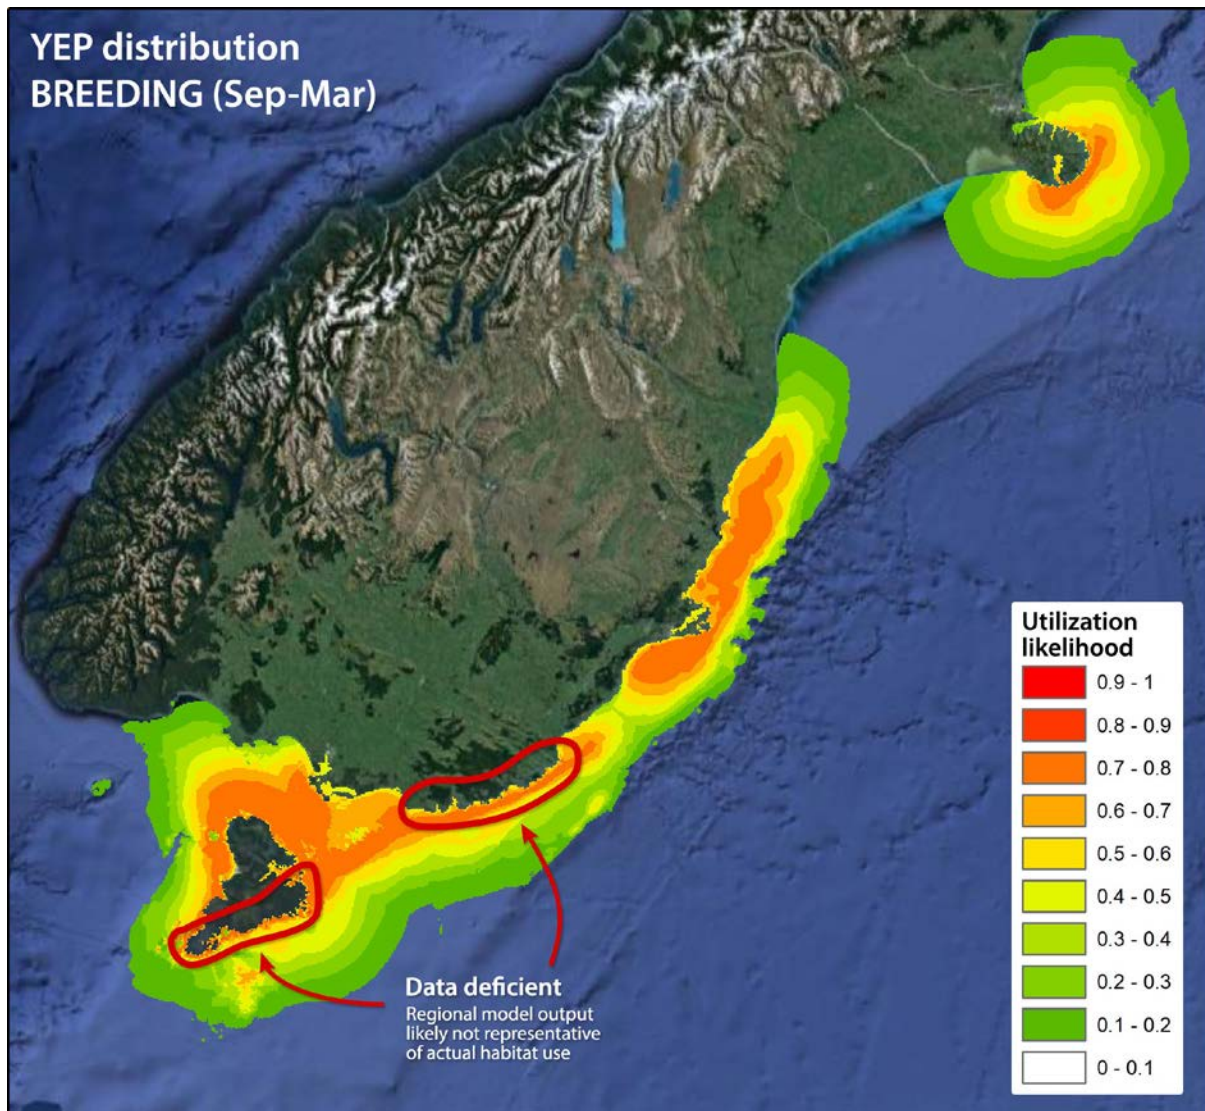 YEP distribution
BREEDING (Sep-Mar)
Utilization
likelihood
0.9 - 1
0.8 - 0.9
0.7 - 0.8
0.6 - 0.7
0.5 - 0.6
0.4 - 0.5
0.3 - 0.4
0.2 - 0.3
0.1 - 0.2
0 - 0.1
Data deficient
Regional model output
likely not representative
of actual habitat use